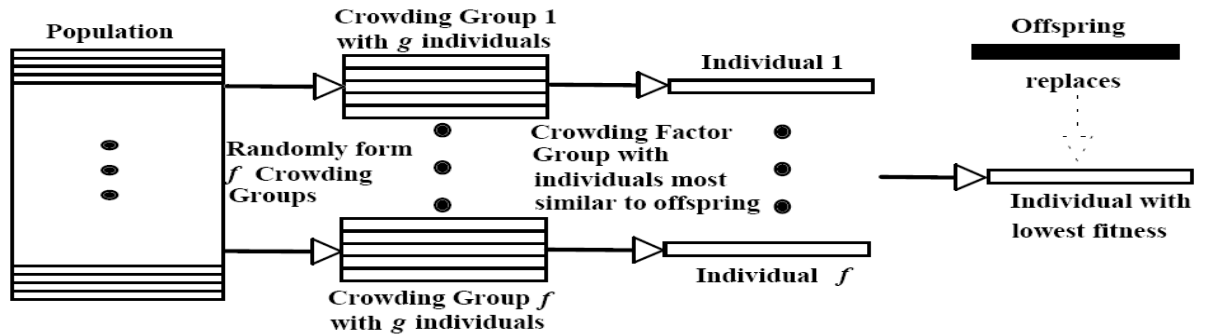 Population
Randomly form
f Crowding
Groups
Crowding Group 1
with g individuals
Crowding Group f
with g individuals
Crowding Factor
Group with
individuals most
similar to offspring
Individual 1
Individual f
Offspring
replaces
Individual with
lowest fitness